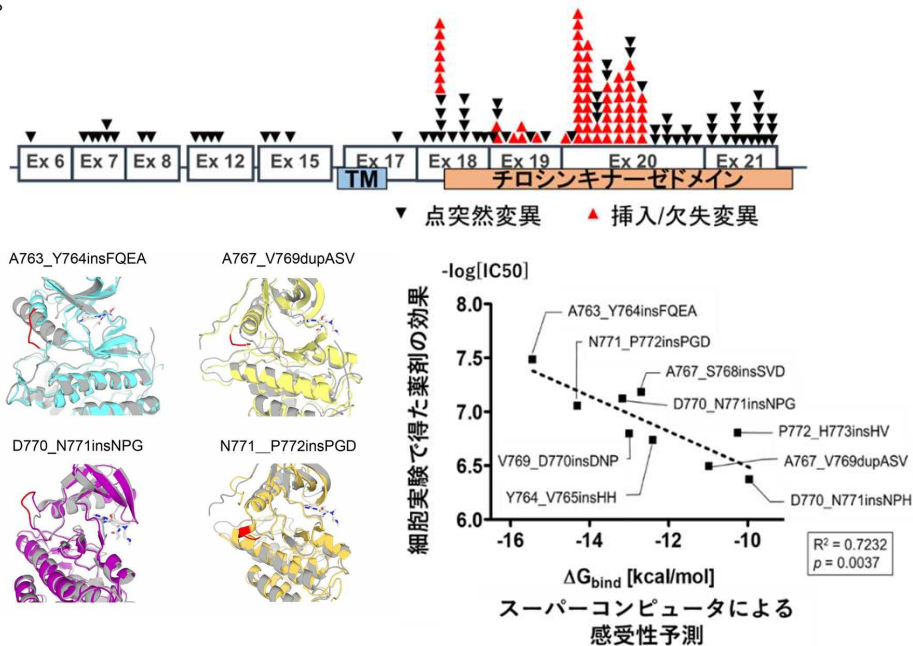 Ex 6 Ex 7 Ex 8 Ex 12 Ex 15 Ex 17 Ex 18 Ex 19 Ex 20 Ex 21
TM チロシンキナーゼドメイン
▼ 点突然変異 ▲ 挿入/欠失変異
A763_Y764insFQEA
A767_V769dupASV
D770_N771insNPG
N771__P772insPGD
-log[IC50]
細胞実験で得た薬剤の効果
8.0
7.5
7.0
6.5
6.0
A763_Y764insFQEA
N771_P772insPGD
A767_S768insSVD
D770_N771insNPG
P772_H773insHV
V769_D770insDNP
A767_V769dupASV
Y764_V765insHH
D770_N771insNPH
-16 -14 -12 -10
R² = 0.7232
p = 0.0037
ΔGbind [kcal/mol]
スーパーコンピュータによる
感受性予測